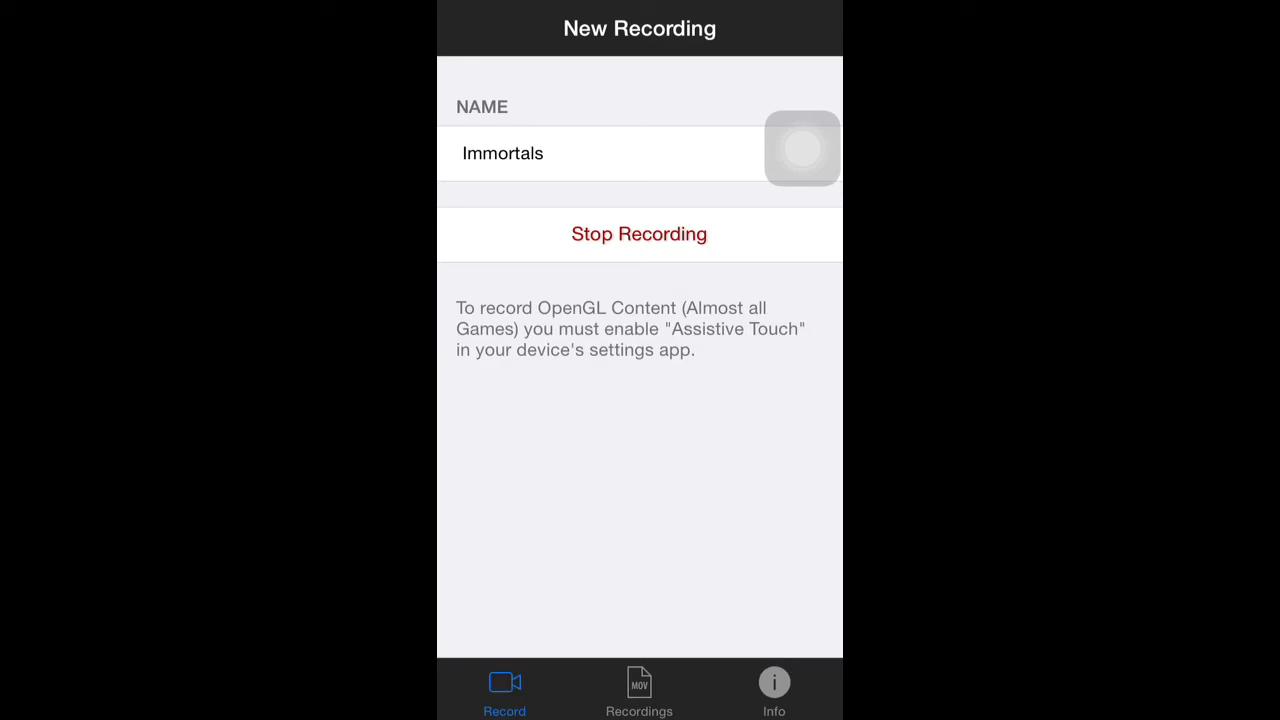 New Recording
NAME
Immortals
Stop Recording
To record OpenGL Content (Almost all
Games) you must enable "Assistive Touch"
in your device's settings app.
MOV
i
Record
Recordings
Info